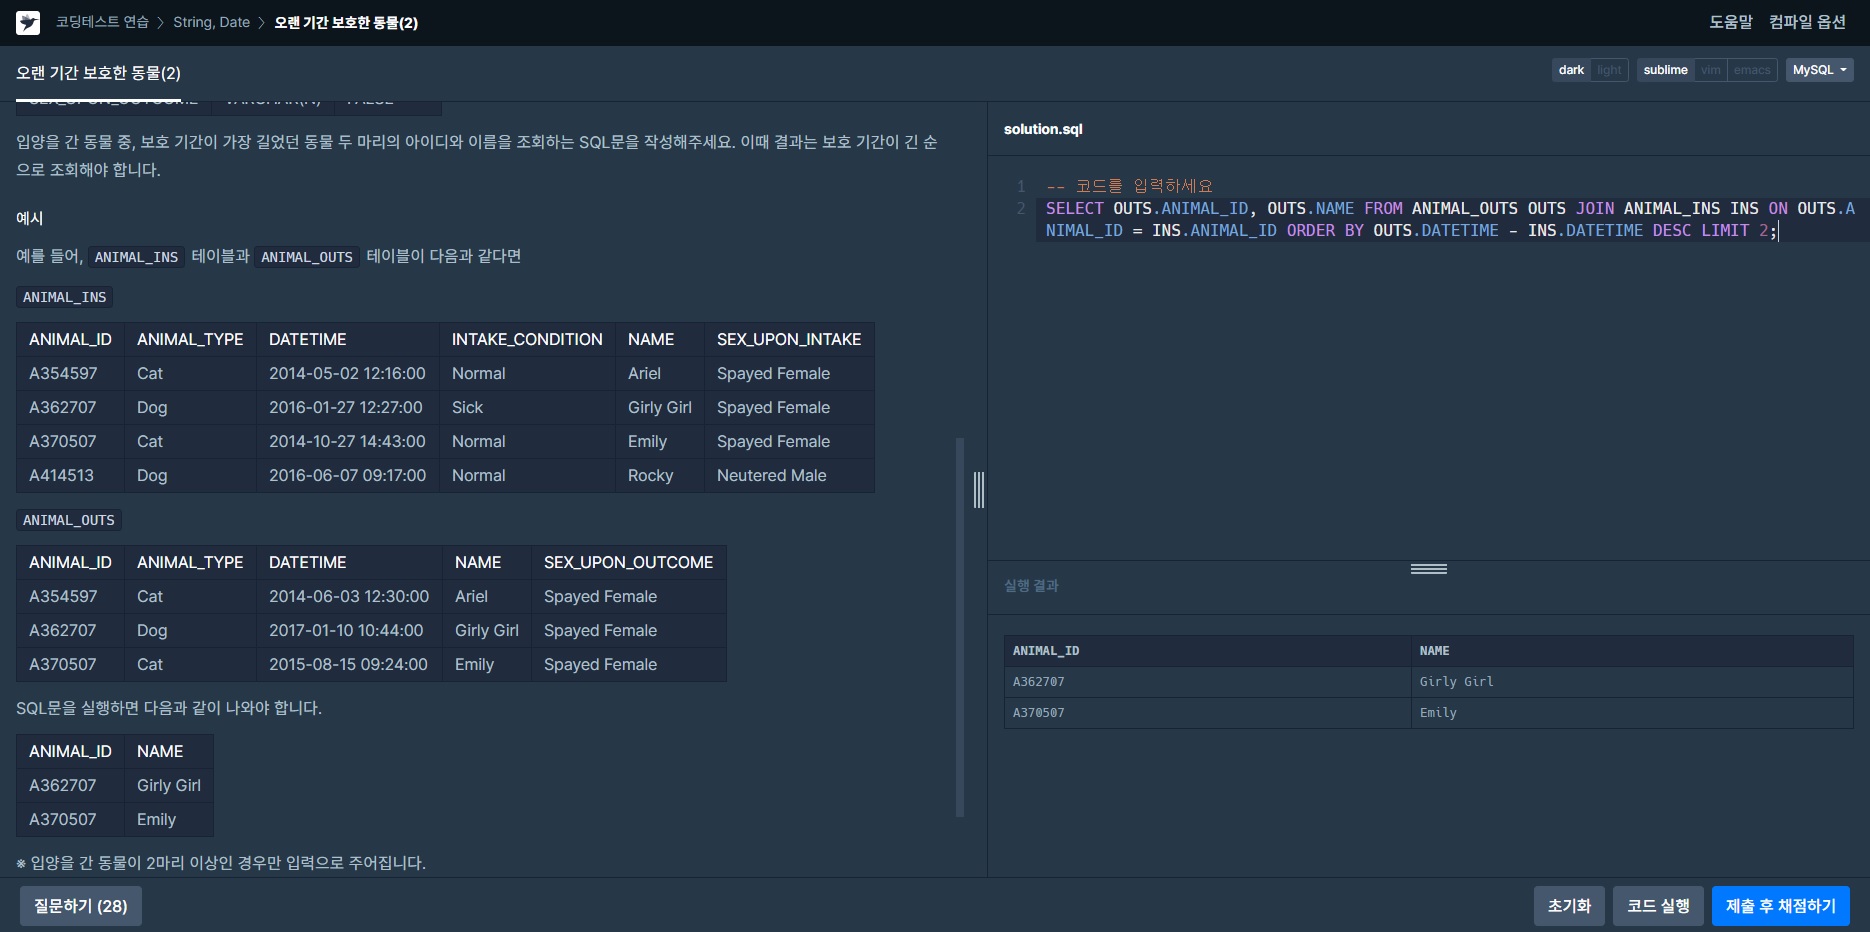 코딩테스트 연습 > String, Date > 오랜 기간 보호한 동물(2)
도움말 컴파일 옵션
오랜 기간 보호한 동물(2)
dark light sublime vim emacs MySQL
SEX_UPON_OUTCOME VARCHAR(N) FALSE
입양을 간 동물 중, 보호 기간이 가장 길었던 동물 두 마리의 아이디와 이름을 조회하는 SQL문을 작성해주세요. 이때 결과는 보호 기간이 긴 순
으로 조회해야 합니다.
예시
예를 들어, ANIMAL_INS 테이블과 ANIMAL_OUTS 테이블이 다음과 같다면
ANIMAL_INS
ANIMAL_ID ANIMAL_TYPE DATETIME INTAKE_CONDITION NAME SEX_UPON_INTAKE
A354597 Cat 2014-05-02 12:16:00 Normal Ariel Spayed Female
A362707 Dog 2016-01-27 12:27:00 Sick Girly Girl Spayed Female
A370507 Cat 2014-10-27 14:43:00 Normal Emily Spayed Female
A414513 Dog 2016-06-07 09:17:00 Normal Rocky Neutered Male
ANIMAL_OUTS
ANIMAL_ID ANIMAL_TYPE DATETIME NAME SEX_UPON_OUTCOME
A354597 Cat 2014-06-03 12:30:00 Ariel Spayed Female
A362707 Dog 2017-01-10 10:44:00 Girly Girl Spayed Female
A370507 Cat 2015-08-15 09:24:00 Emily Spayed Female
SQL문을 실행하면 다음과 같이 나와야 합니다.
ANIMAL_ID NAME
A362707 Girly Girl
A370507 Emily
※ 입양을 간 동물이 2마리 이상인 경우만 입력으로 주어집니다.
solution.sql
1 -- 코드를 입력하세요
2 SELECT OUTS.ANIMAL_ID, OUTS.NAME FROM ANIMAL_OUTS OUTS JOIN ANIMAL_INS INS ON OUTS.A
NIMAL_ID = INS.ANIMAL_ID ORDER BY OUTS.DATETIME - INS.DATETIME DESC LIMIT 2;
실행 결과
ANIMAL_ID NAME
A362707 Girly Girl
A370507 Emily
질문하기 (28)
초기화 코드 실행 제출 후 채점하기